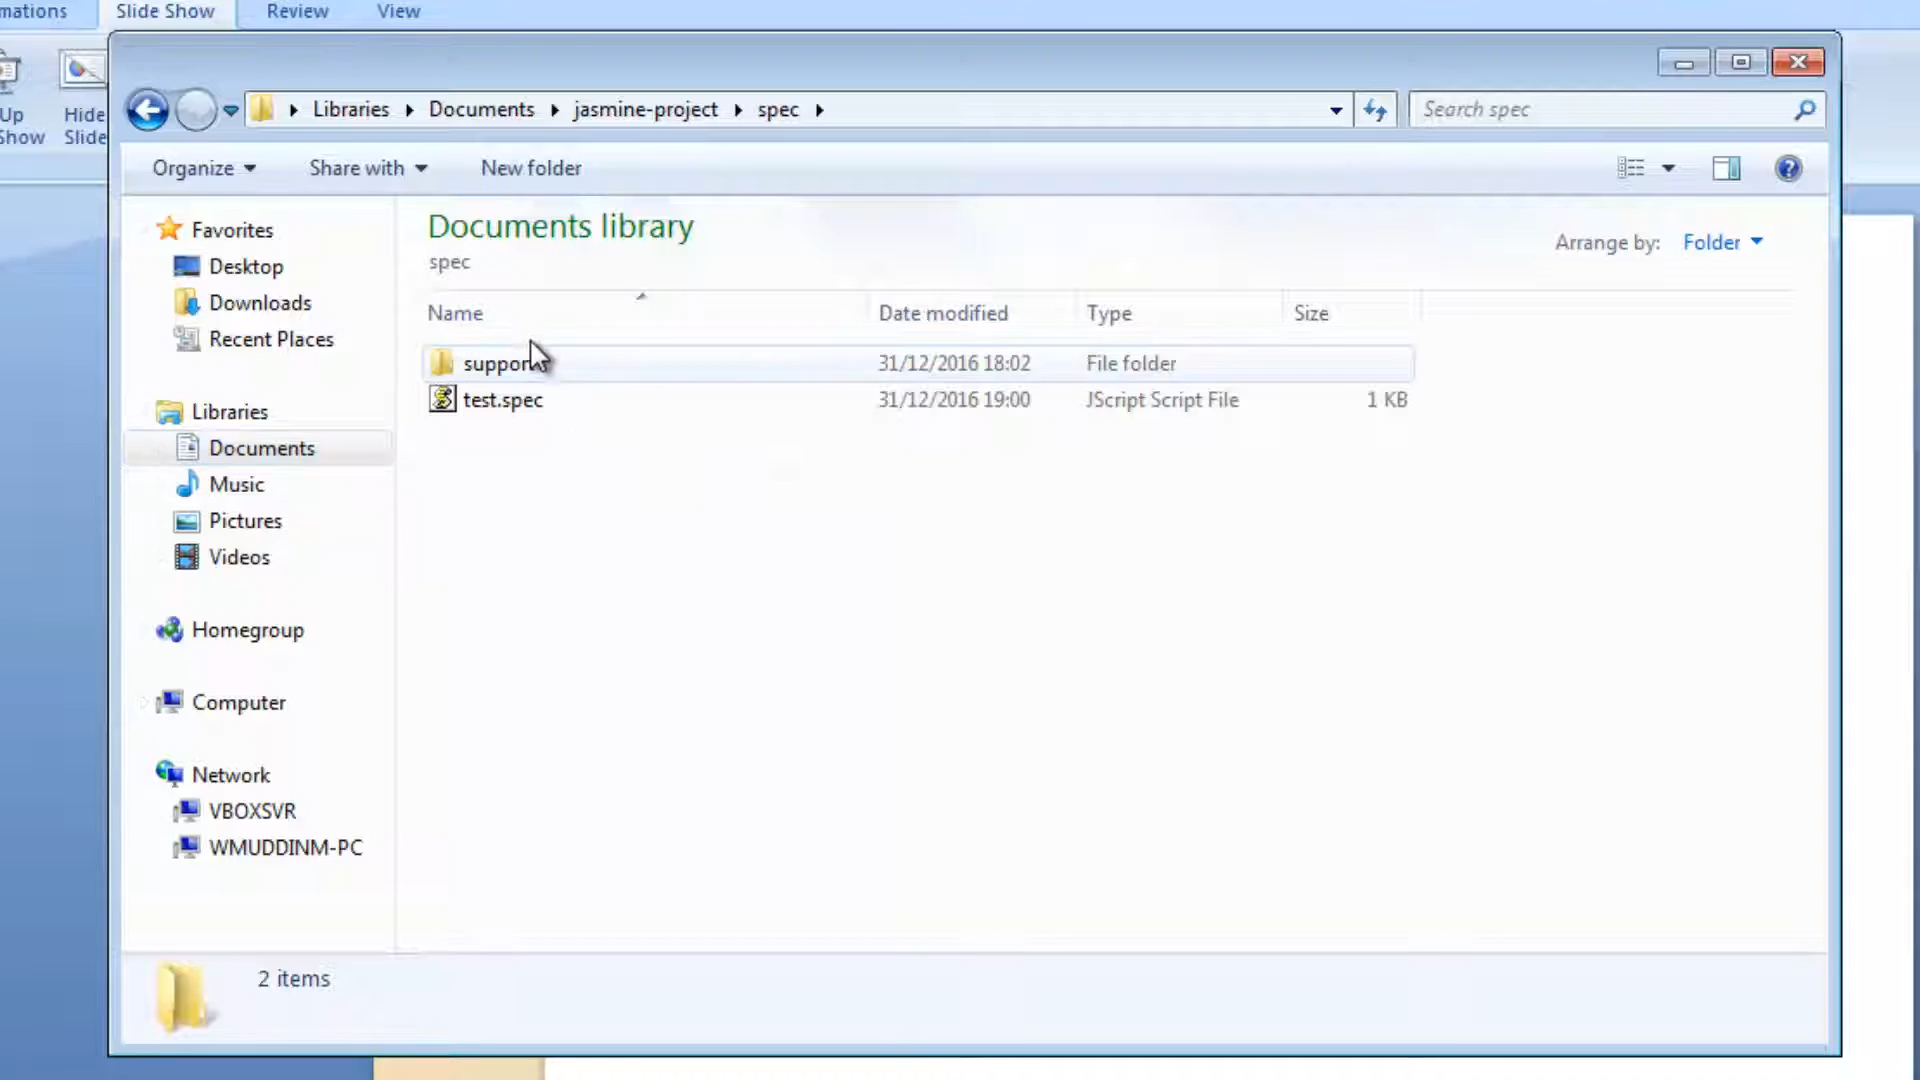 mations Slide Show Review View
Up Hide
Show Slide
Libraries Documents jasmine-project spec Search spec
Organize Share with New folder
Documents library
spec
Arrange by: Folder
Name Date modified Type Size
31/12/2016 18:02 File folder
test.spec 31/12/2016 19:00 JScript Script File 1 KB
Favorites
Desktop
Downloads
Recent Places
Libraries
Documents
Music
Pictures
Videos
Homegroup
Computer
Network
VBOXSVR
WMUDDINM-PC
2 items